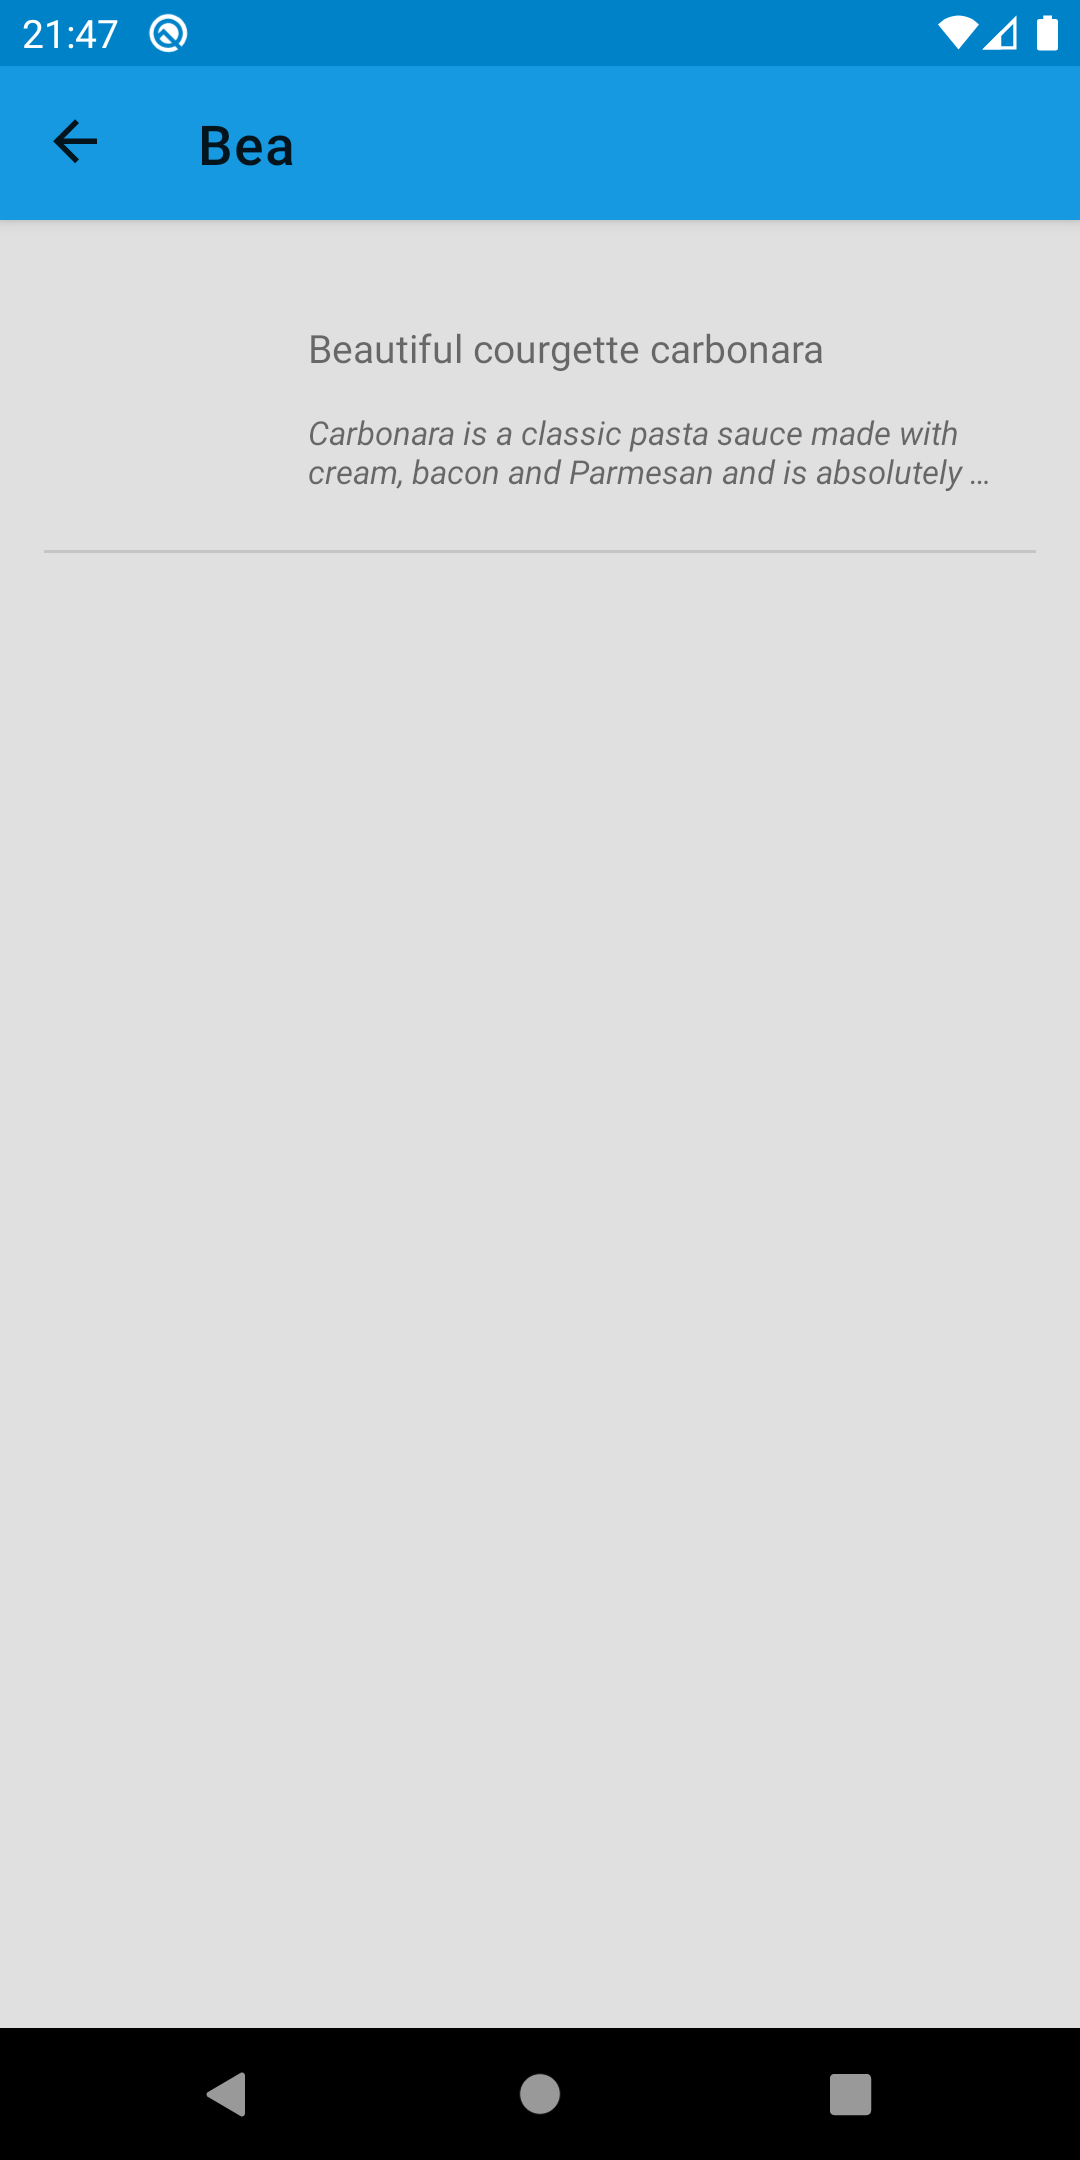 21:47
Bea
Beautiful courgette carbonara
Carbonara is a classic pasta sauce made with
cream, bacon and Parmesan and is absolutely …